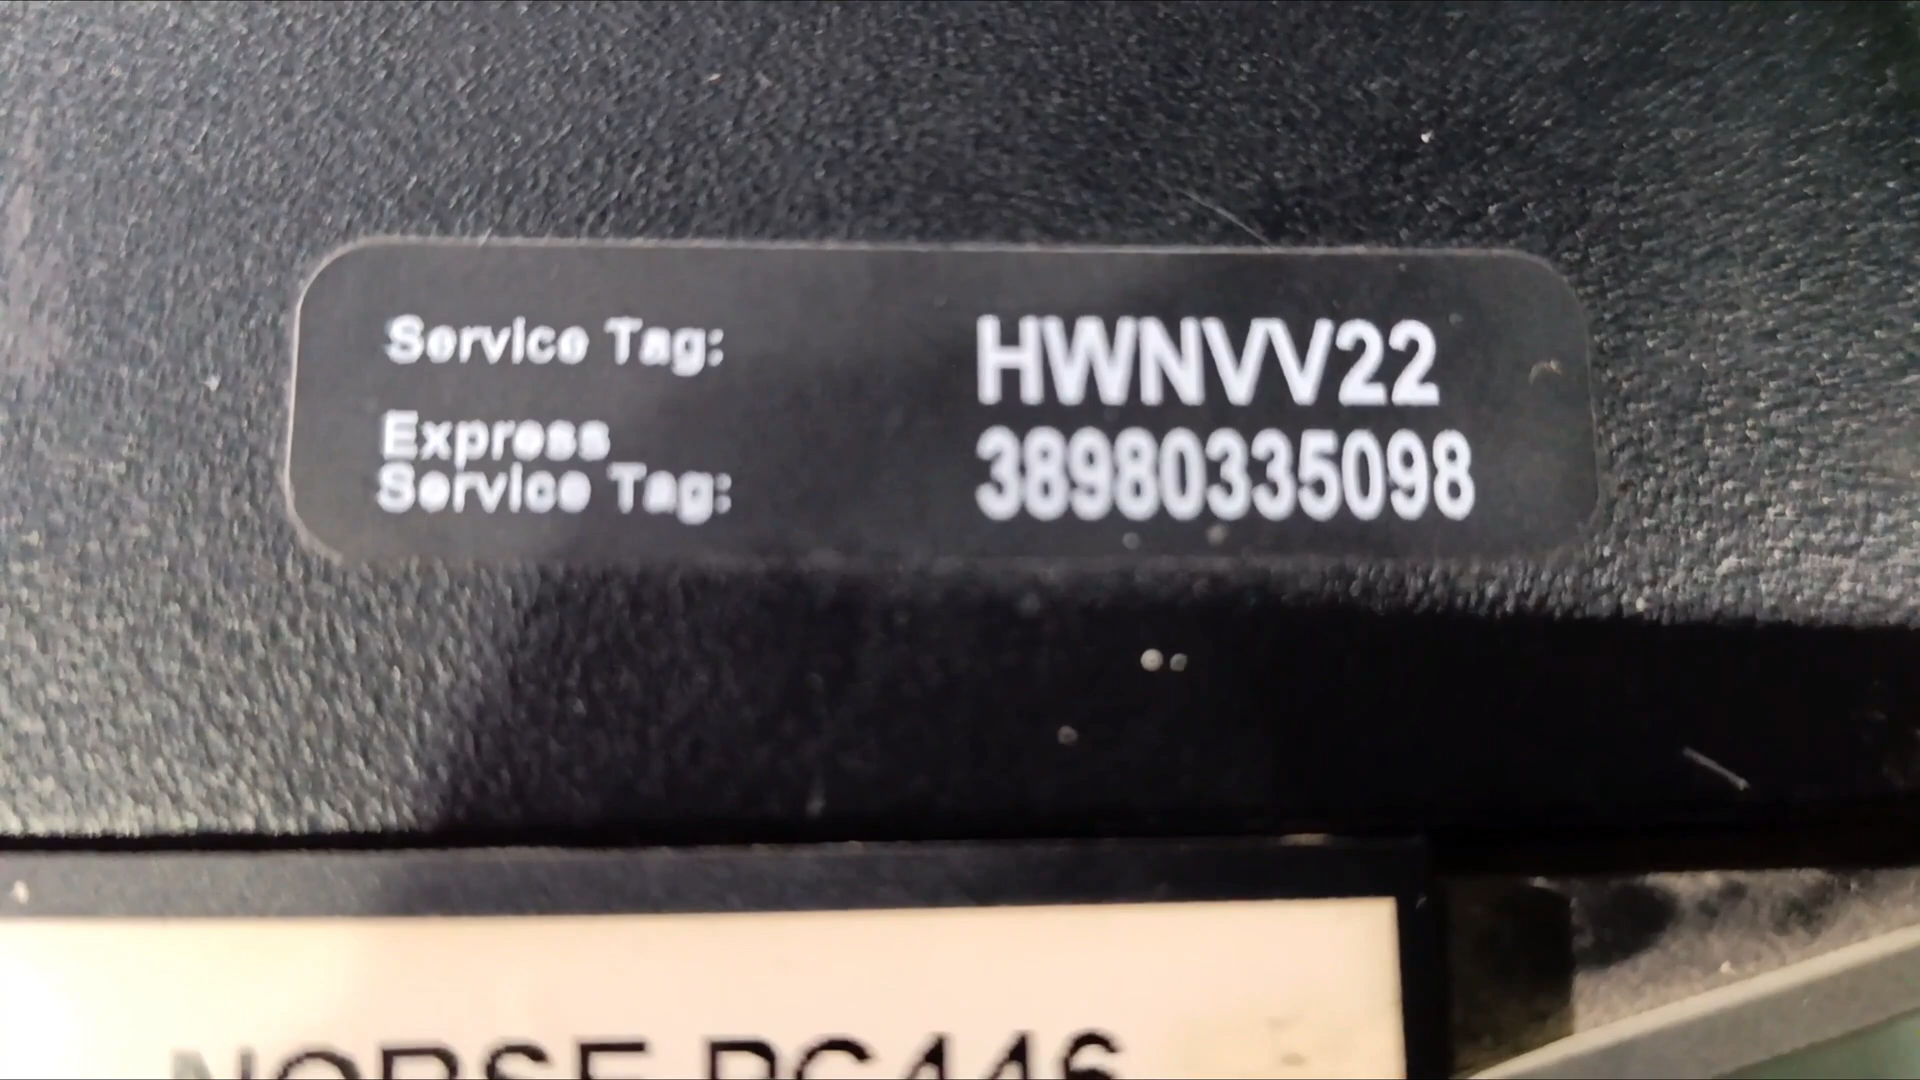 Service Tag: HWNVV22
Express
Service Tag: 38980335098
NORSE PC446